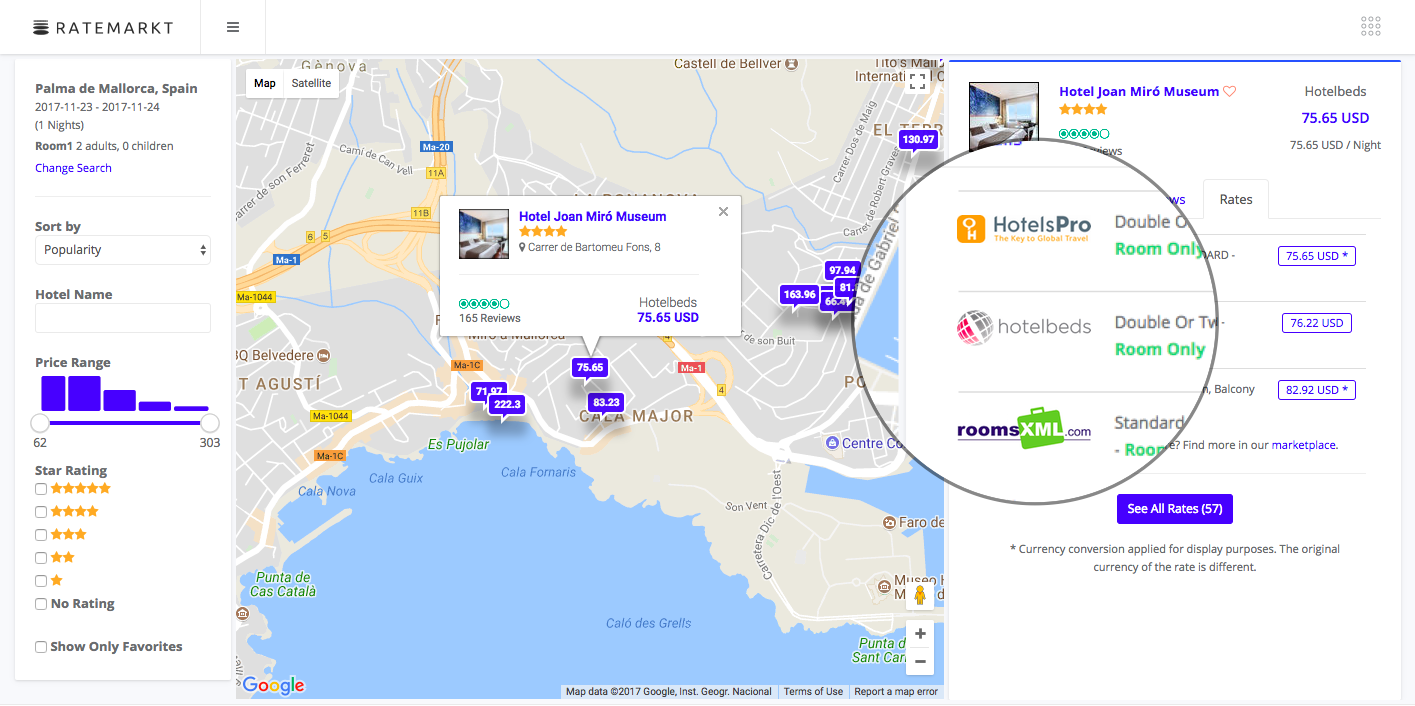 RATEMARKT
Palma de Mallorca, Spain
2017-11-23 - 2017-11-24
(1 Nights)
Room1 2 adults, 0 children
Change Search
Sort by
Popularity
Hotel Name
Price Range
62
303
Star Rating
No Rating
Show Only Favorites
Map
Satellite
Gènova
Castell de Bellver
Tito's Mall
International C
EL TERR
130.97
Ma-20
11A
Camí de Can Vell
Carrer de son Ferreret
Carrer Dos de Maig
Carrer de Robert Graves
LA BONANOVA
11B
6
5
Ma-1
Ma-1044
Hotel Joan Miró Museum
Carrer de Bartomeu Fons, 8
165 Reviews
Hotelbeds
75.65 USD
97.94
163.96
81.
66.4
da de Gabriel
de son Buit
Miró a Mallorca
BQ Belvedere
T AGUSTÍ
Ma-1C
75.65
Ma-1
4
71.97
222.3
83.23
CALA MAJOR
PO
Ma-1044
Es Pujolar
Centre Co
Ma-1C
Cala Fornaris
Cala Guix
Cala Nova
Son Vent
Carretera Dic de l'Oest
Faro de
Punta de
Cas Català
Museo H
M
Caló des Grells
Punta d
Sant Car
Google
Map data ©2017 Google, Inst. Geogr. Nacional
Terms of Use
Report a map error
Hotel Joan Miró Museum
Hotelbeds
75.65 USD
75.65 USD / Night
views
ws
Rates
HotelsPro
The Key to Global Travel
Double O
Room Only
ARD -
75.65 USD *
hotelbeds
Double Or Tw
-
Room Only
76.22 USD
n, Balcony
82.92 USD *
roomsXML.com
Standard
- Roor
e? Find more in our marketplace.
See All Rates (57)
* Currency conversion applied for display purposes. The original
currency of the rate is different.